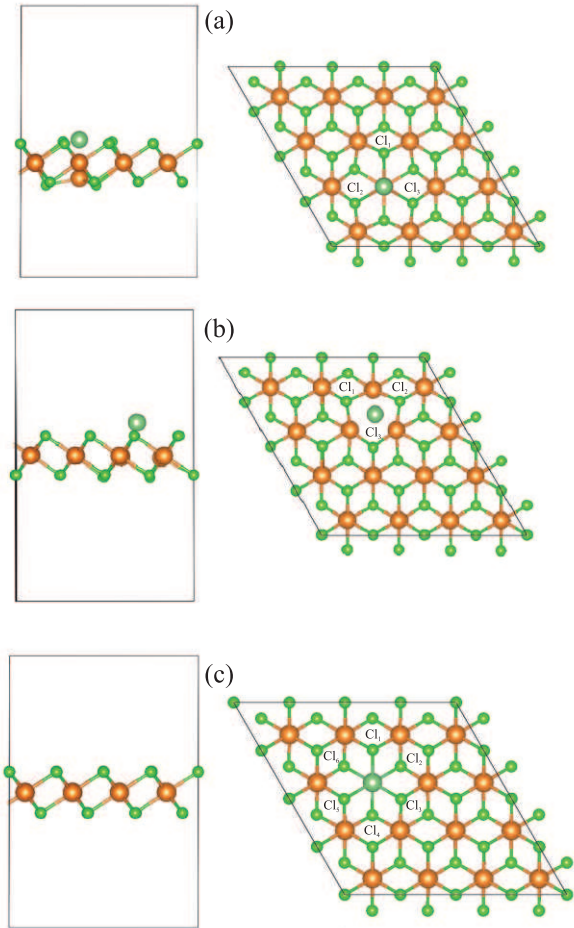 (a)
Cl₁
Cl₂ Cl₃
(b)
Cl₁ Cl₂
Cl₃
(c)
Cl₁
Cl₆ Cl₂
Cl₅ Cl₃
Cl₄